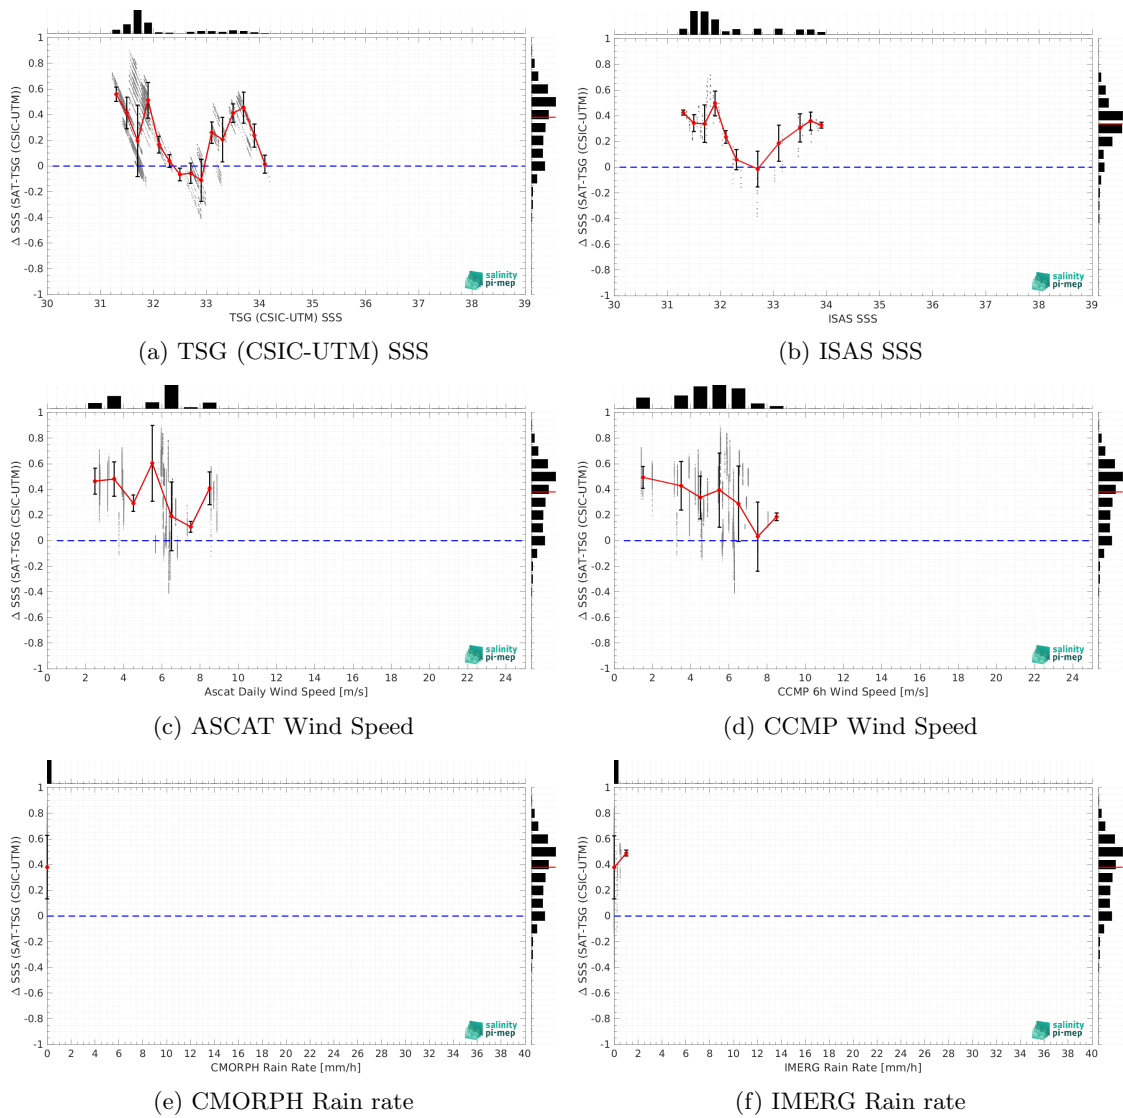 1
0.8
0.6
0.4
0.2
0
-0.2
-0.4
-0.6
-0.8
-1
Δ SSS (SAT-TSG (CSIC-UTM))
30 31 32 33 34 35 36 37 38 39
TSG (CSIC-UTM) SSS
salinity
pi-mep
(a) TSG (CSIC-UTM) SSS
1
0.8
0.6
0.4
0.2
0
-0.2
-0.4
-0.6
-0.8
-1
Δ SSS (SAT-TSG (CSIC-UTM))
30 31 32 33 34 35 36 37 38 39
ISAS SSS
salinity
pi-mep
(b) ISAS SSS
1
0.8
0.6
0.4
0.2
0
-0.2
-0.4
-0.6
-0.8
-1
Δ SSS (SAT-TSG (CSIC-UTM))
0 2 4 6 8 10 12 14 16 18 20 22 24
Ascat Daily Wind Speed [m/s]
salinity
pi-mep
(c) ASCAT Wind Speed
1
0.8
0.6
0.4
0.2
0
-0.2
-0.4
-0.6
-0.8
-1
Δ SSS (SAT-TSG (CSIC-UTM))
0 2 4 6 8 10 12 14 16 18 20 22 24
CCMP 6h Wind Speed [m/s]
salinity
pi-mep
(d) CCMP Wind Speed
1
0.8
0.6
0.4
0.2
0
-0.2
-0.4
-0.6
-0.8
-1
Δ SSS (SAT-TSG (CSIC-UTM))
0 2 4 6 8 10 12 14 16 18 20 22 24 26 28 30 32 34 36 38 40
CMORPH Rain Rate [mm/h]
salinity
pi-mep
(e) CMORPH Rain rate
1
0.8
0.6
0.4
0.2
0
-0.2
-0.4
-0.6
-0.8
-1
Δ SSS (SAT-TSG (CSIC-UTM))
0 2 4 6 8 10 12 14 16 18 20 22 24 26 28 30 32 34 36 38 40
IMERG Rain Rate [mm/h]
salinity
pi-mep
(f) IMERG Rain rate